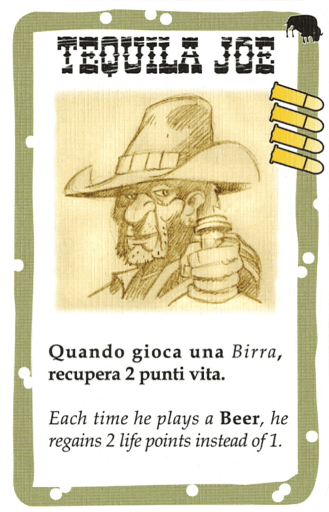 TEQUILA JOE
Quando gioca una Birra,
recupera 2 punti vita.
Each time he plays a Beer, he
regains 2 life points instead of 1.